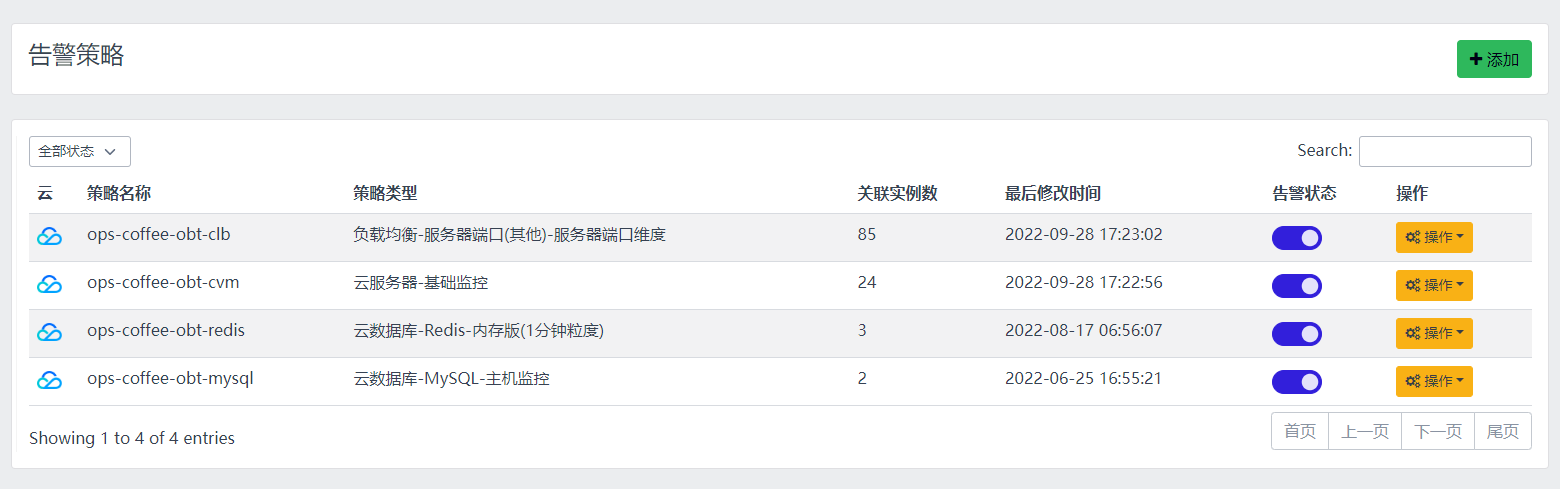 告警策略
添加
全部状态
Search:
云 策略名称 策略类型 关联实例数 最后修改时间 告警状态 操作
ops-coffee-obt-clb 负载均衡-服务器端口(其他)-服务器端口维度 85 2022-09-28 17:23:02 操作
ops-coffee-obt-cvm 云服务器-基础监控 24 2022-09-28 17:22:56 操作
ops-coffee-obt-redis 云数据库-Redis-内存版(1分钟粒度) 3 2022-08-17 06:56:07 操作
ops-coffee-obt-mysql 云数据库-MySQL-主机监控 2 2022-06-25 16:55:21 操作
Showing 1 to 4 of 4 entries
首页 上一页 下一页 尾页